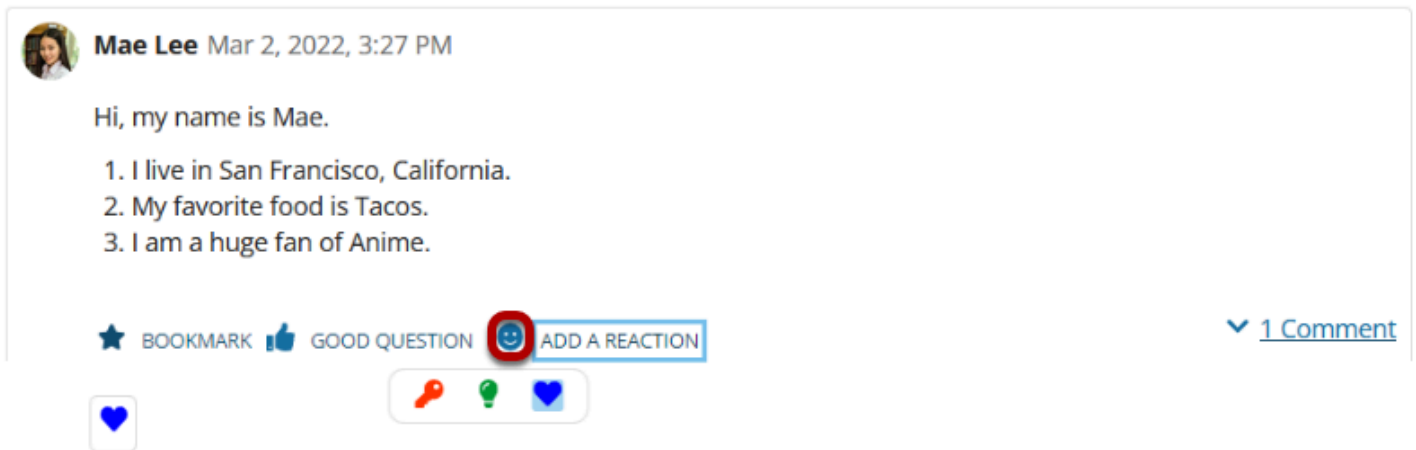 Mae Lee Mar 2, 2022, 3:27 PM
Hi, my name is Mae.
1. I live in San Francisco, California.
2. My favorite food is Tacos.
3. I am a huge fan of Anime.
BOOKMARK GOOD QUESTION ADD A REACTION 1 Comment